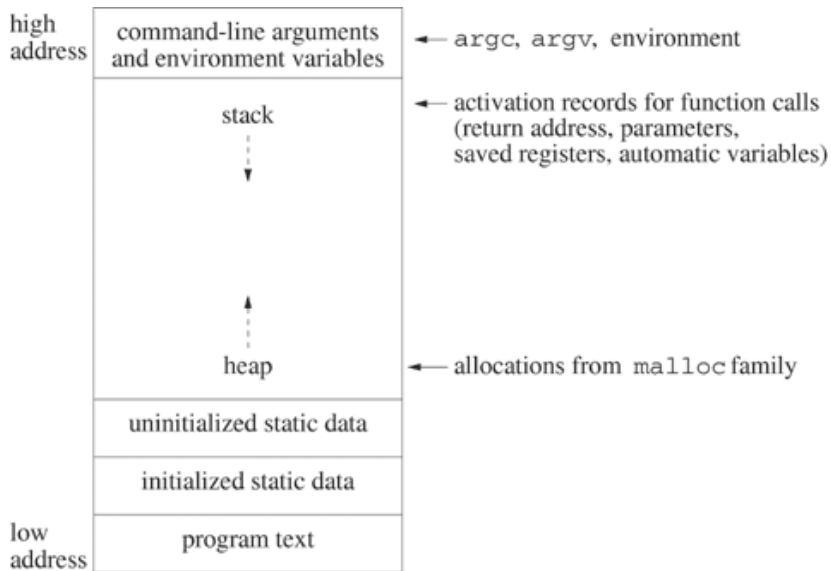 high
address
command-line arguments
and environment variables
argc, argv, environment
stack
activation records for function calls
(return address, parameters,
saved registers, automatic variables)
heap
allocations from malloc family
uninitialized static data
initialized static data
low
address
program text